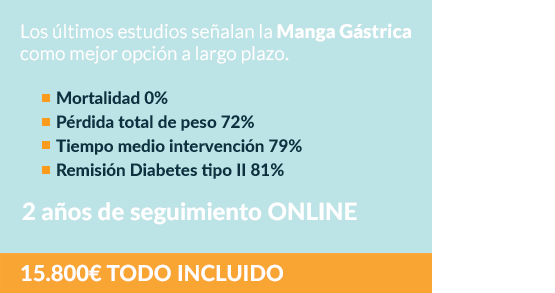 Los últimos estudios señalan la Manga Gástrica
como mejor opción a largo plazo.
Mortalidad 0%
Pérdida total de peso 72%
Tiempo medio intervención 79%
Remisión Diabetes tipo II 81%
2 años de seguimiento ONLINE
15.800€ TODO INCLUIDO